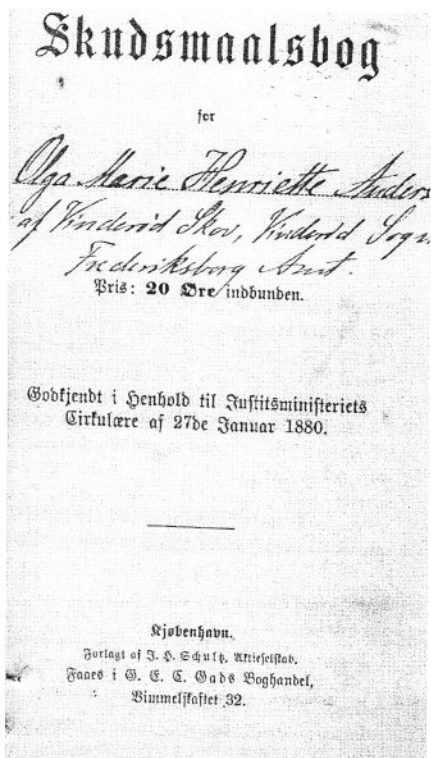 Skudsmaalsbog
for
Olga Marie Henriette Anders
af Vinderød Skov, Vinderød Sogn
Frederiksborg Amt.
Pris: 20 Øre indbunden.
Godkjendt i Henhold til Justitsministeriets
Cirkulære af 27de Januar 1880.
Kjøbenhavn.
Forlagt af J. H. Schultz, Aktieselskab.
Faaes i G. E. C. Gads Boghandel,
Vimmelskaftet 32.